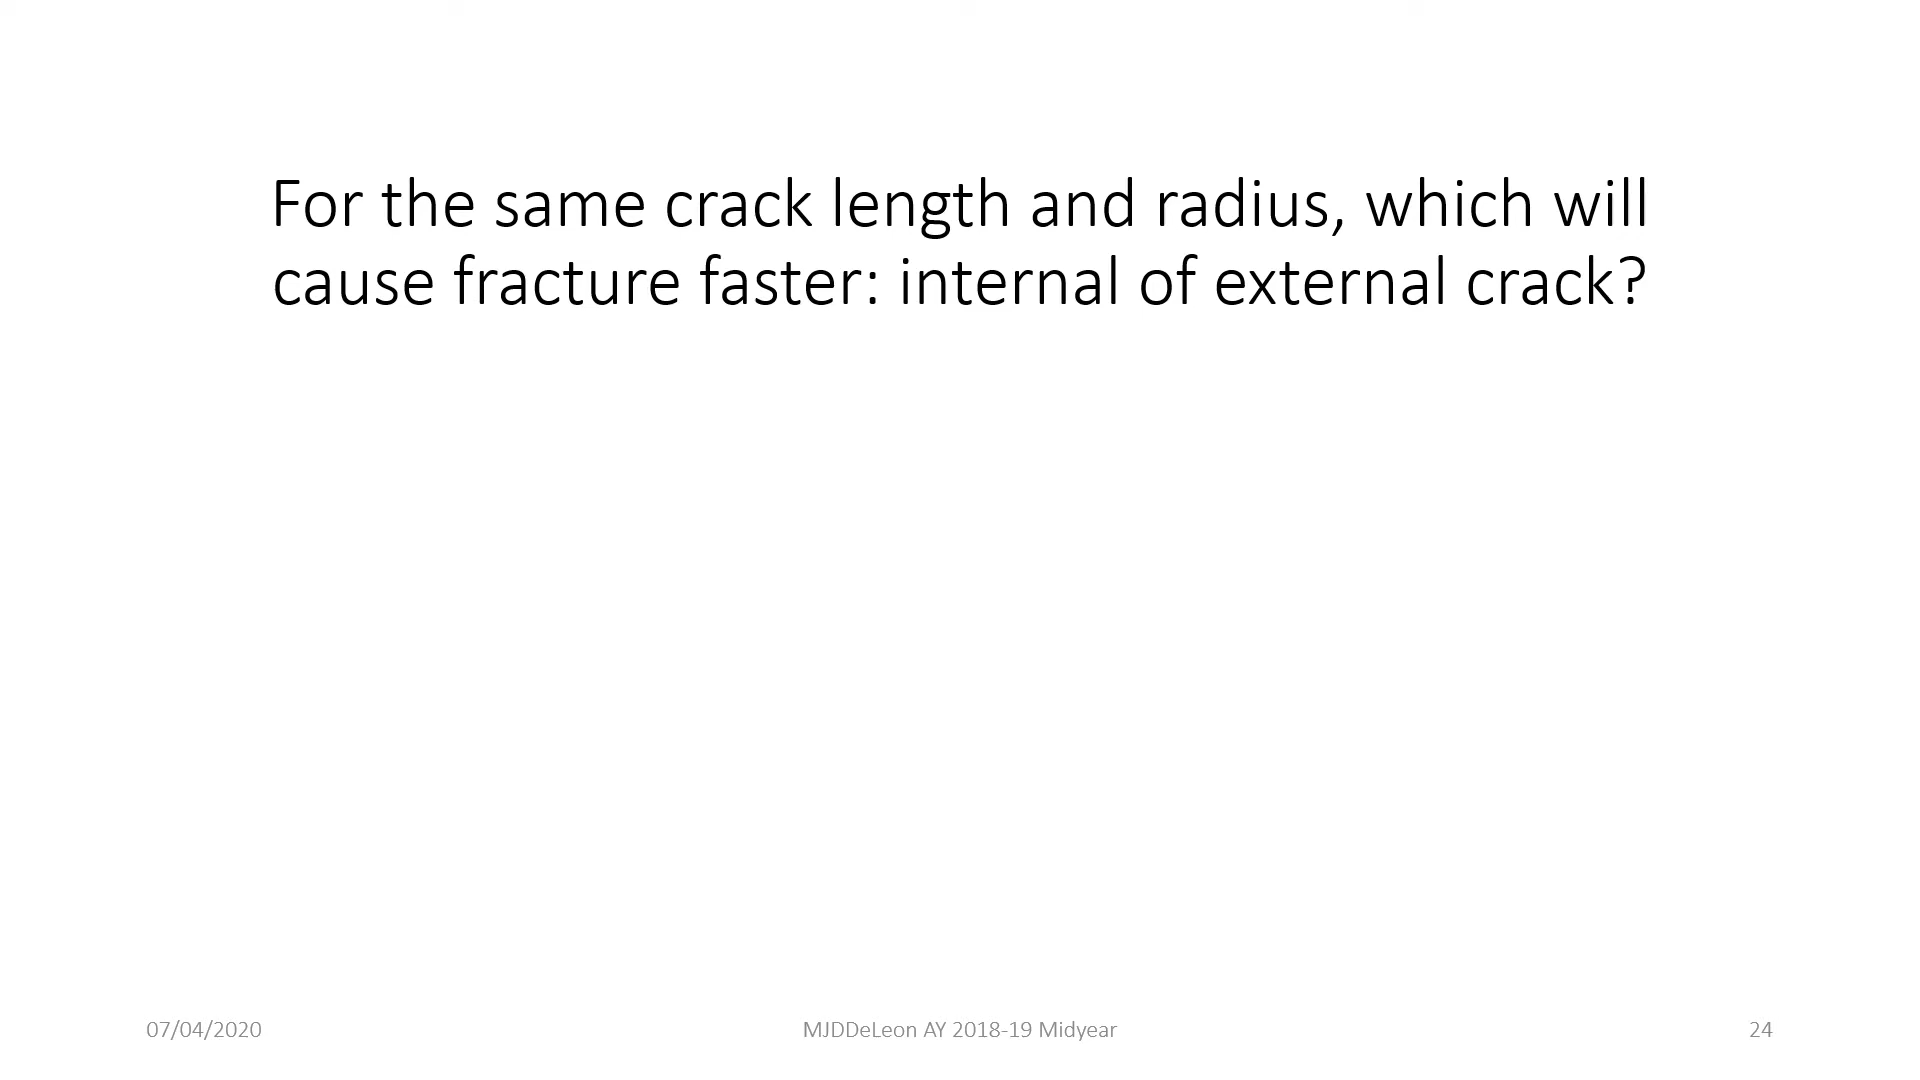 For the same crack length and radius, which will
cause fracture faster: internal of external crack?
07/04/2020
MJDDeLeon AY 2018-19 Midyear
24